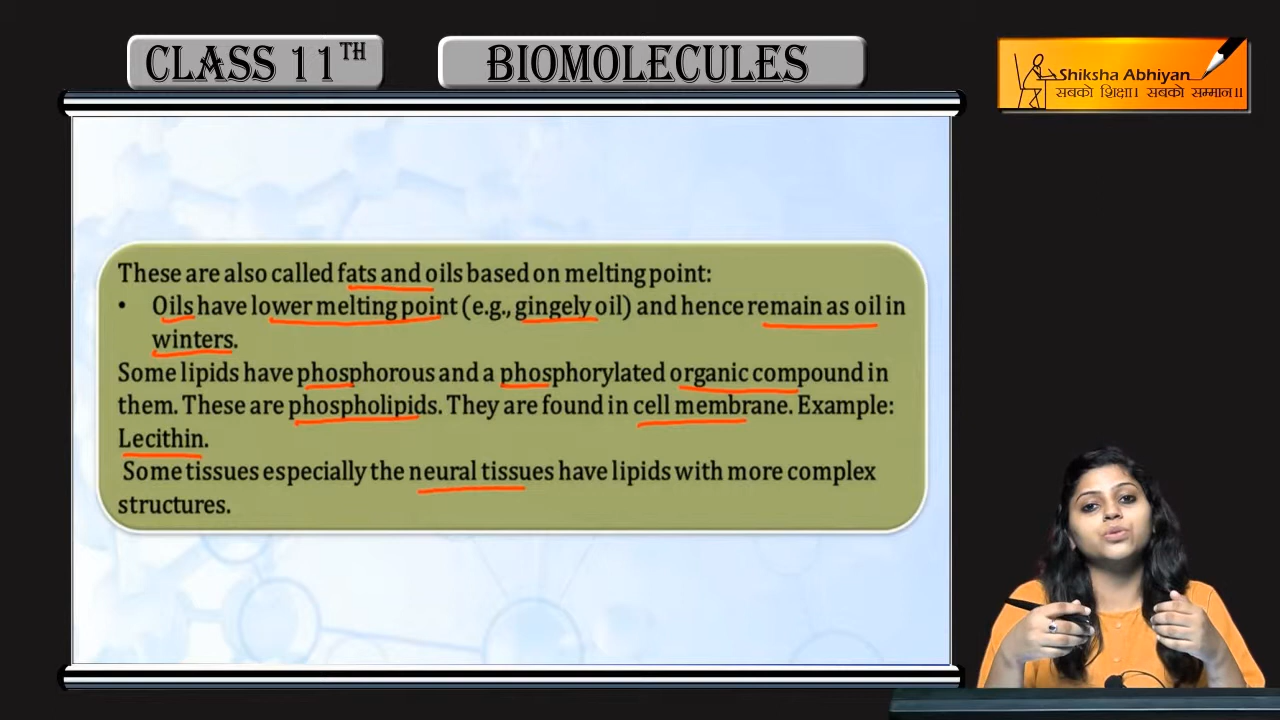 CLASS 11TH
BIOMOLECULES
Shiksha Abhiyan
सबको शिक्षा। सबको सम्मान।।
These are also called fats and oils based on melting point:
• Oils have lower melting point (e.g., gingely oil) and hence remain as oil in
winters.
Some lipids have phosphorous and a phosphorylated organic compound in
them. These are phospholipids. They are found in cell membrane. Example:
Lecithin.
Some tissues especially the neural tissues have lipids with more complex
structures.